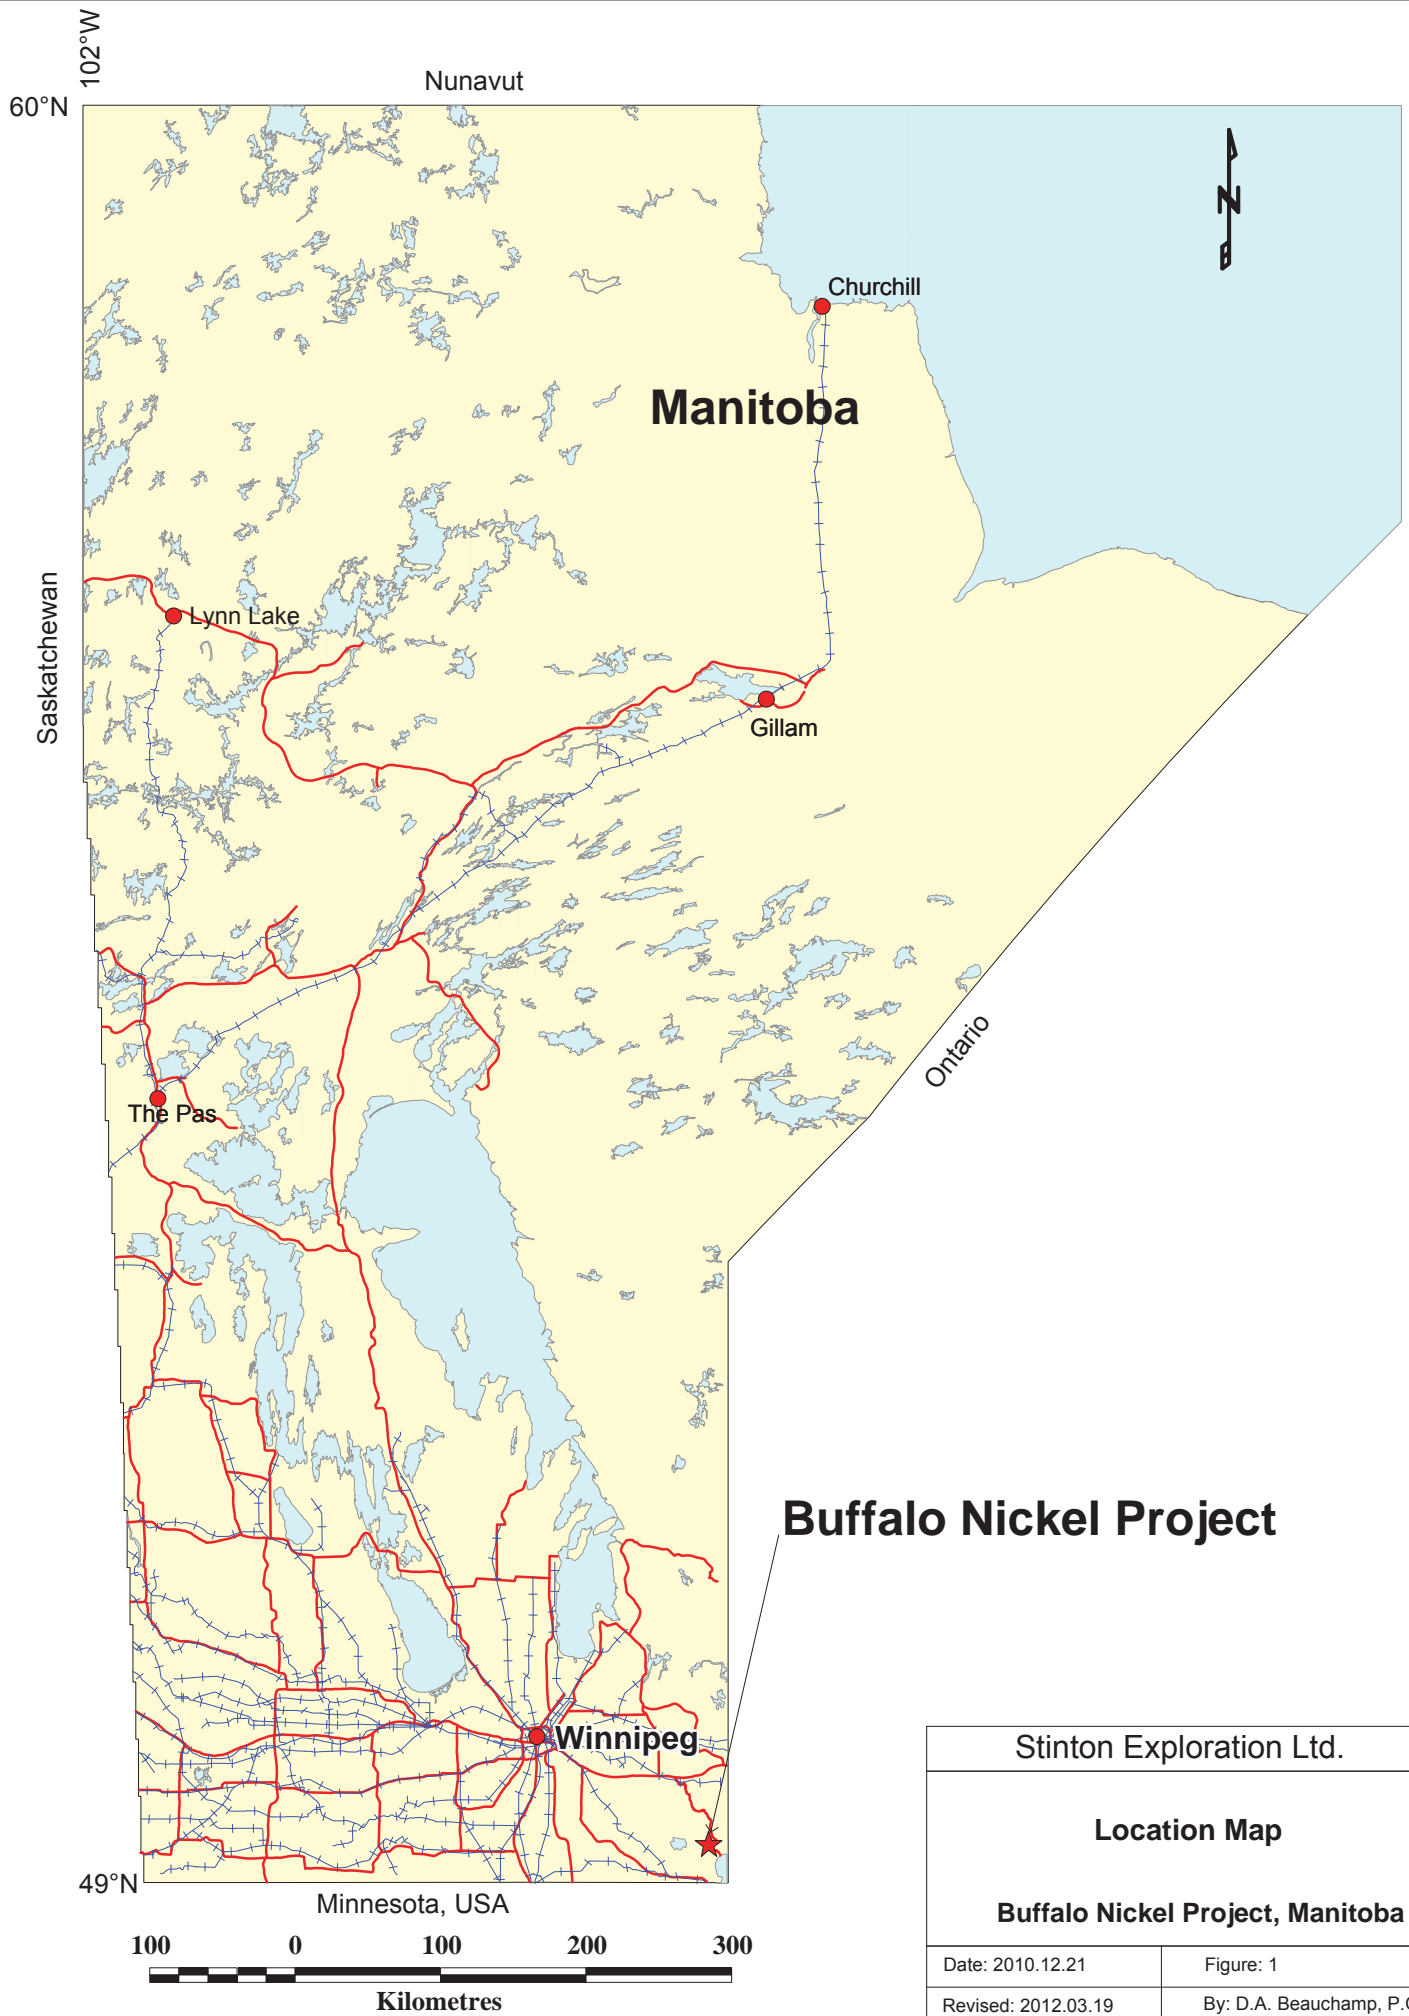 102°W
Nunavut
60°N
N
Churchill
Manitoba
Saskatchewan
Lynn Lake
Gillam
Ontario
The Pas
Buffalo Nickel Project
Winnipeg
49°N
Minnesota, USA
100 0 100 200 300
Kilometres
Stinton Exploration Ltd.
Location Map
Buffalo Nickel Project, Manitoba
Date: 2010.12.21
Figure: 1
Revised: 2012.03.19
By: D.A. Beauchamp,